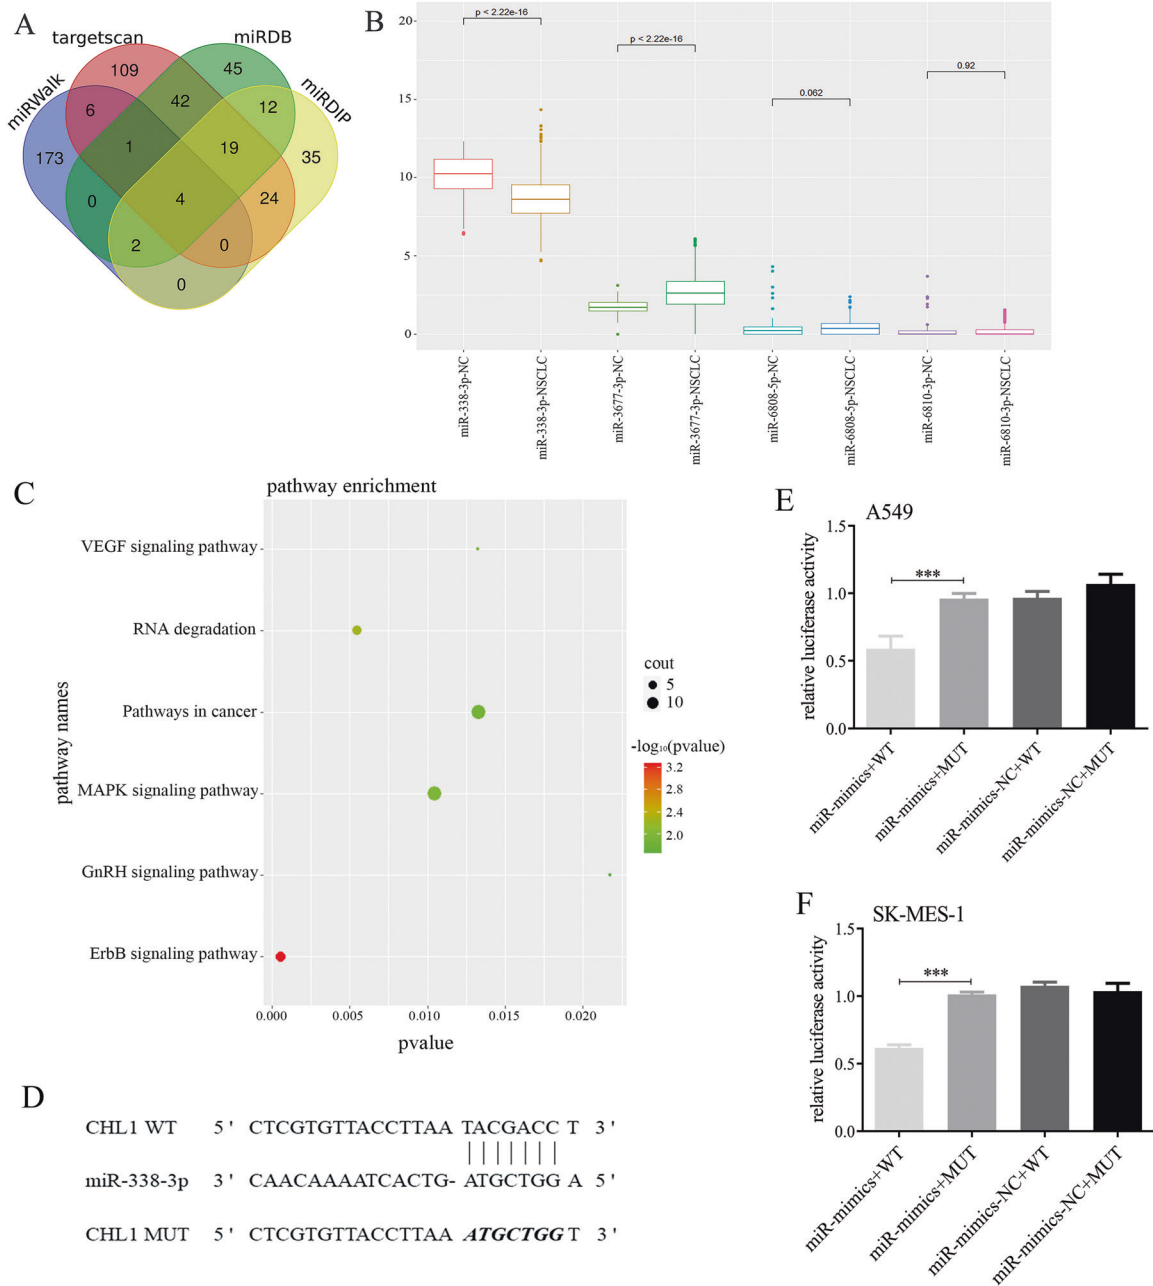 A
targetscan
miRDB
miRWalk
miRDIP
109
45
6
42
12
173
1
19
35
0
4
24
2
0
0
B
20
15
10
5
0
p < 2.22e-16
p < 2.22e-16
0.062
0.92
miR-338-3p-NC
miR-338-3p-NSCLC
miR-3677-3p-NC
miR-3677-3p-NSCLC
miR-6808-5p-NC
miR-6808-5p-NSCLC
miR-6810-3p-NC
miR-6810-3p-NSCLC
C
pathway enrichment
pathway names
VEGF signaling pathway
RNA degradation
Pathways in cancer
MAPK signaling pathway
GnRH signaling pathway
ErbB signaling pathway
0.000 0.005 0.010 0.015 0.020
pvalue
cout
5
10
-log₁₀(pvalue)
3.2
2.8
2.4
2.0
D
CHL1 WT 5' CTCGTGTTACCTTAA TACGACC T 3'
miR-338-3p 3' CAACAAAATCACTG- ATGCTGG A 5'
CHL1 MUT 5' CTCGTGTTACCTTAA ATGCTGG T 3'
E
A549
relative luciferase activity
1.5
1.0
0.5
0.0
***
miR-mimics+WT
miR-mimics+MUT
miR-mimics-NC+WT
miR-mimics-NC+MUT
F
SK-MES-1
relative luciferase activity
1.5
1.0
0.5
0.0
***
miR-mimics+WT
miR-mimics+MUT
miR-mimics-NC+WT
miR-mimics-NC+MUT